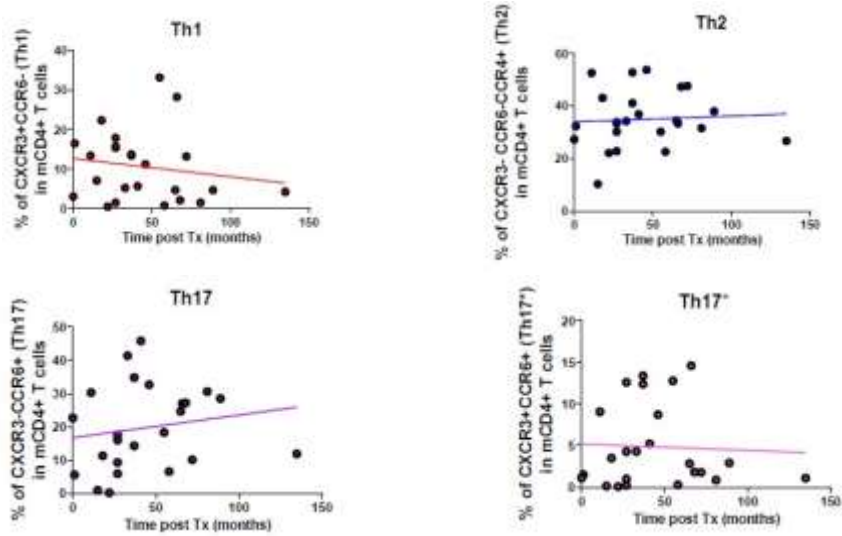 Th1
% of CXCR3+CCR6- (Th1)
in mCD4+ T cells
40
30
20
10
0
0
50
100
150
Time post Tx (months)
Th2
% of CXCR3- CCR6-CCR4+ (Th2)
in mCD4+ T cells
60
40
20
0
0
50
100
150
Time post Tx (months)
Th17
% of CXCR3-CCR6+ (Th17)
in mCD4+ T cells
50
40
30
20
10
0
0
50
100
150
Time post Tx (months)
Th17*
% of CXCR3+CCR6+ (Th17*)
in mCD4+ T cells
20
15
10
5
0
0
50
100
150
Time post Tx (months)